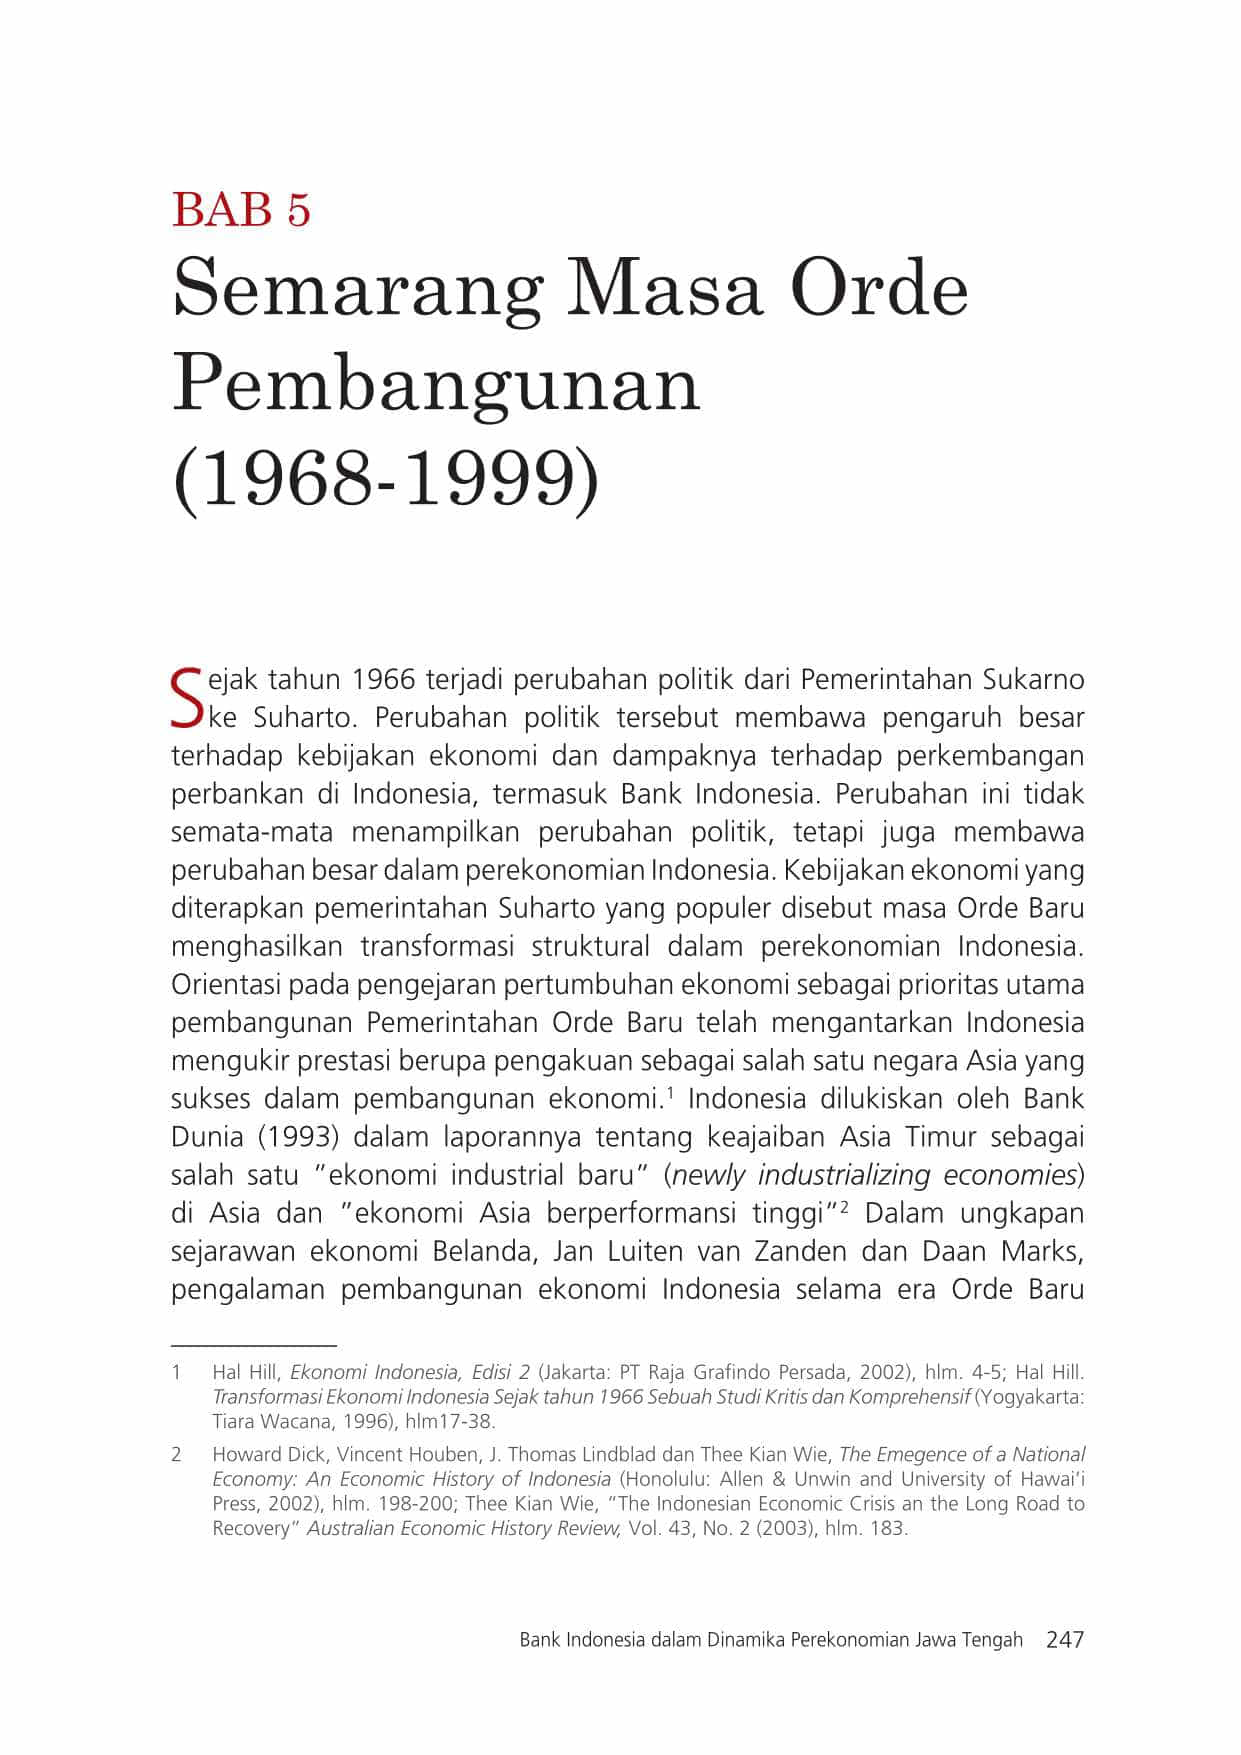 BAB 5
Semarang Masa Orde
Pembangunan
(1968-1999)
Sejak tahun 1966 terjadi perubahan politik dari Pemerintahan Sukarno
ke Suharto. Perubahan politik tersebut membawa pengaruh besar
terhadap kebijakan ekonomi dan dampaknya terhadap perkembangan
perbankan di Indonesia, termasuk Bank Indonesia. Perubahan ini tidak
semata-mata menampilkan perubahan politik, tetapi juga membawa
perubahan besar dalam perekonomian Indonesia. Kebijakan ekonomi yang
diterapkan pemerintahan Suharto yang populer disebut masa Orde Baru
menghasilkan transformasi struktural dalam perekonomian Indonesia.
Orientasi pada pengejaran pertumbuhan ekonomi sebagai prioritas utama
pembangunan Pemerintahan Orde Baru telah mengantarkan Indonesia
mengukir prestasi berupa pengakuan sebagai salah satu negara Asia yang
sukses dalam pembangunan ekonomi.¹ Indonesia dilukiskan oleh Bank
Dunia (1993) dalam laporannya tentang keajaiban Asia Timur sebagai
salah satu ”ekonomi industrial baru” (newly industrializing economies)
di Asia dan ”ekonomi Asia berperformansi tinggi”² Dalam ungkapan
sejarawan ekonomi Belanda, Jan Luiten van Zanden dan Daan Marks,
pengalaman pembangunan ekonomi Indonesia selama era Orde Baru
1 Hal Hill, Ekonomi Indonesia, Edisi 2 (Jakarta: PT Raja Grafindo Persada, 2002), hlm. 4-5; Hal Hill.
Transformasi Ekonomi Indonesia Sejak tahun 1966 Sebuah Studi Kritis dan Komprehensif (Yogyakarta:
Tiara Wacana, 1996), hlm17-38.
2 Howard Dick, Vincent Houben, J. Thomas Lindblad dan Thee Kian Wie, The Emegence of a National
Economy: An Economic History of Indonesia (Honolulu: Allen & Unwin and University of Hawai’i
Press, 2002), hlm. 198-200; Thee Kian Wie, ”The Indonesian Economic Crisis an the Long Road to
Recovery” Australian Economic History Review, Vol. 43, No. 2 (2003), hlm. 183.
Bank Indonesia dalam Dinamika Perekonomian Jawa Tengah 247